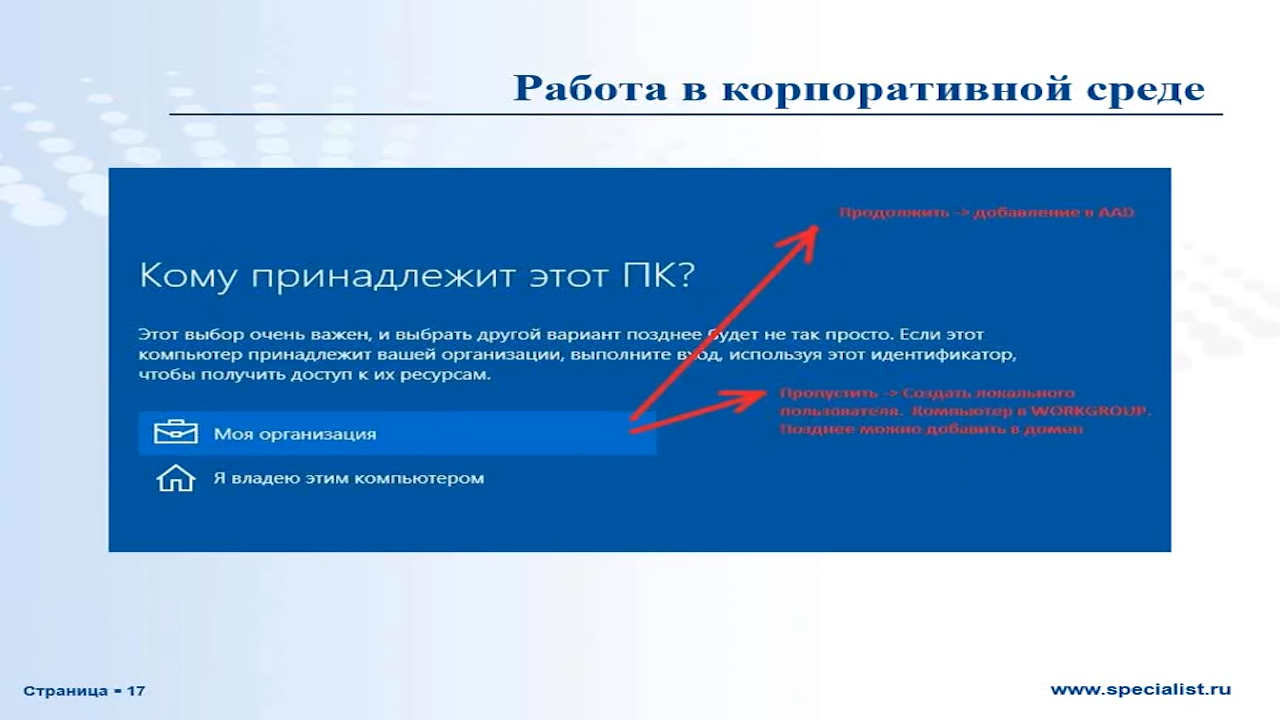 Работа в корпоративной среде
Продолжить -> добавление в AAD
Кому принадлежит этот ПК?
Этот выбор очень важен, и выбрать другой вариант позднее будет не так просто. Если этот
компьютер принадлежит вашей организации, выполните вход, используя этот идентификатор,
чтобы получить доступ к их ресурсам.
Пропустить -> Создать локального
пользователя. Компьютер в WORKGROUP.
Позднее можно добавить в домен
Моя организация
Я владею этим компьютером
Страница ▪ 17
www.specialist.ru